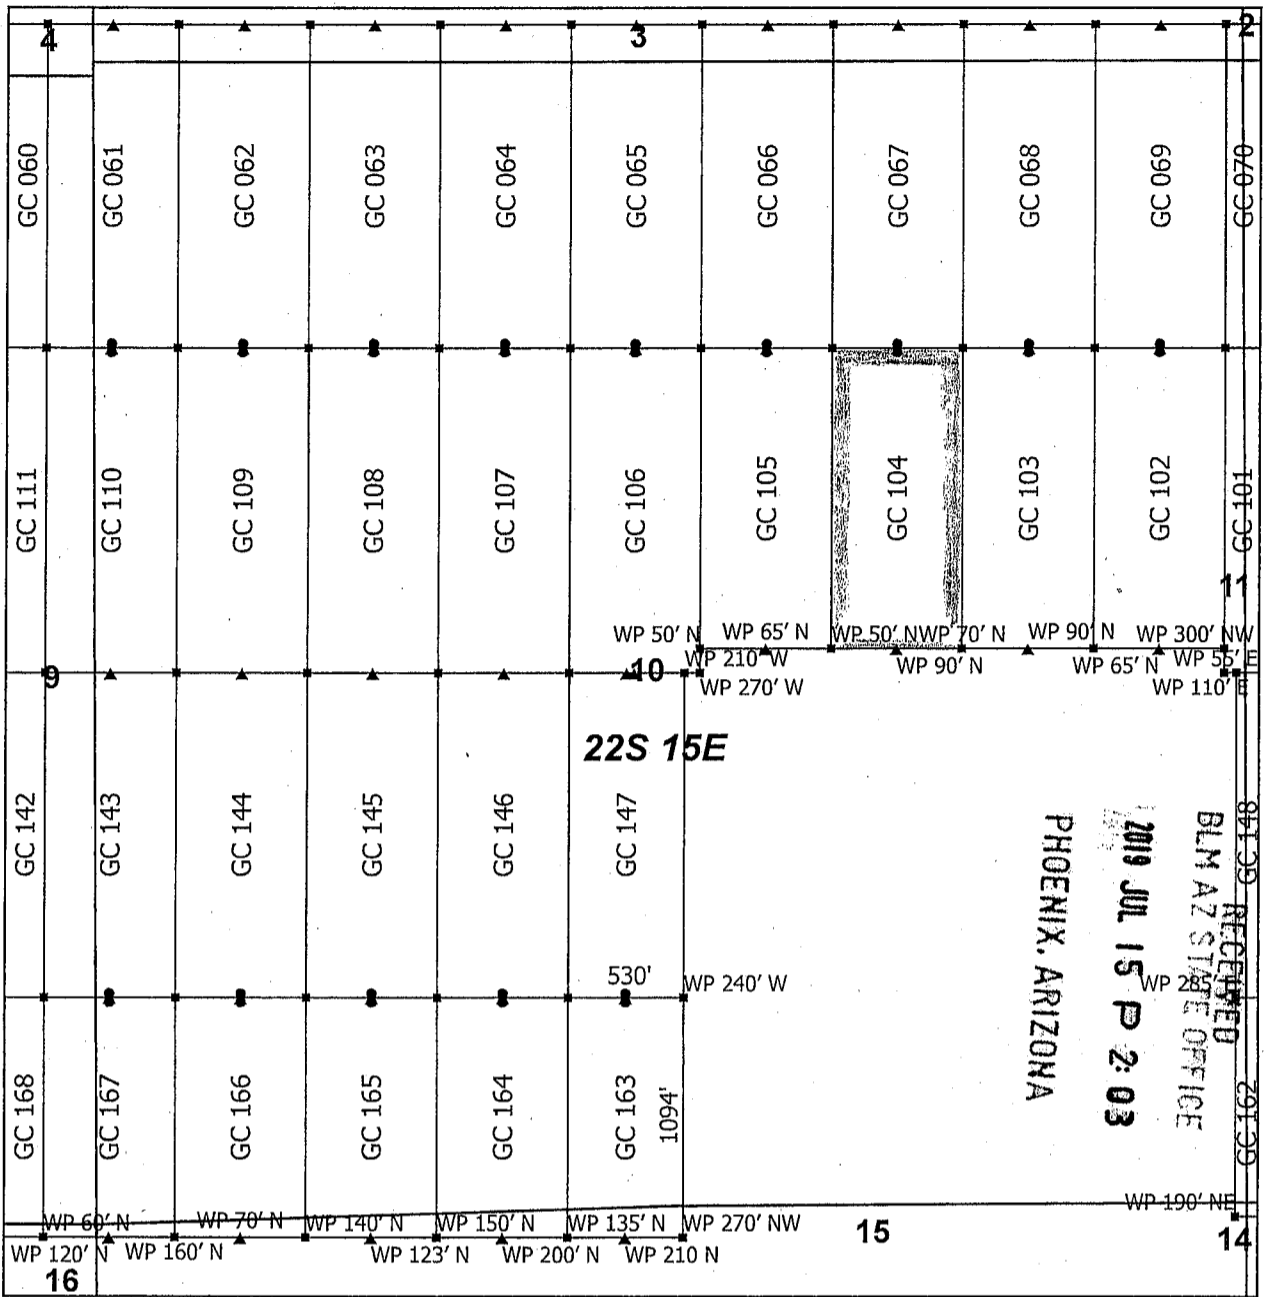 4 3 2
GC 060 GC 061 GC 062 GC 063 GC 064 GC 065 GC 066 GC 067 GC 068 GC 069 GC 070
GC 111 GC 110 GC 109 GC 108 GC 107 GC 106 GC 105 GC 104 GC 103 GC 102 GC 101
11
WP 50' N WP 65' N WP 50' N WP 70' N WP 90' N WP 300' NW
WP 210' W WP 90' N WP 65' N WP 55' E
9 10
WP 270' W WP 110' E
22S 15E
GC 142 GC 143 GC 144 GC 145 GC 146 GC 147 GC 148
RECEIVED
BLM AZ STATE OFFICE
2019 JUL 15 P 2:03
PHOENIX, ARIZONA
530' WP 240' W WP 285'
GC 168 GC 167 GC 166 GC 165 GC 164 GC 163 1094' GC 162
WP 190' NE
WP 60' N WP 70' N WP 140' N WP 150' N WP 135' N WP 270' NW 15 14
WP 120' N WP 160' N WP 123' N WP 200' N WP 210 N
16